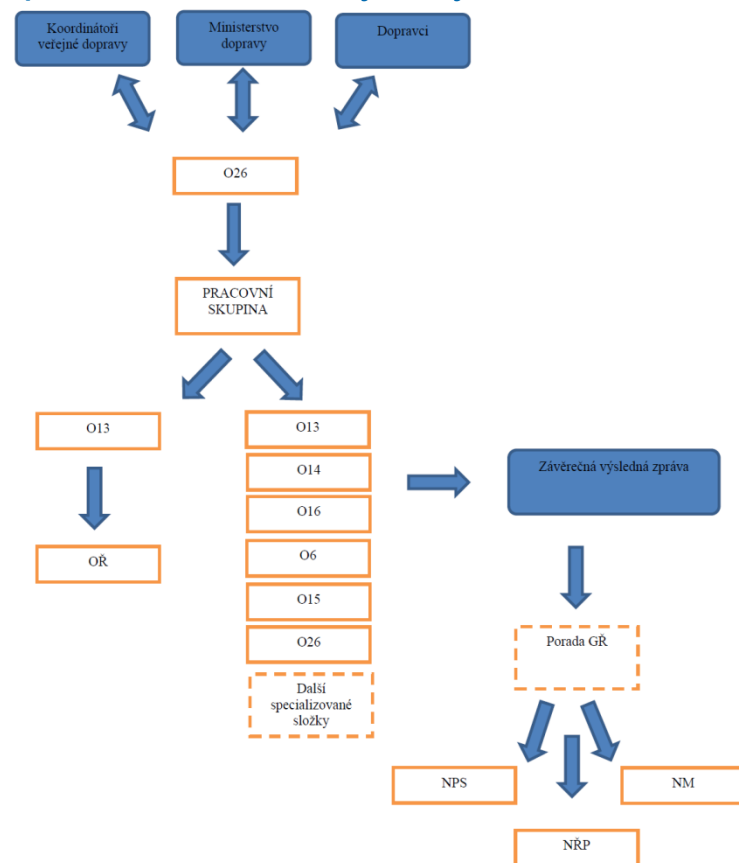 Koordinátoři
veřejné dopravy
Ministerstvo
dopravy
Dopravci
O26
PRACOVNÍ
SKUPINA
O13
OŘ
O13
O14
O16
O6
O15
O26
Další
specializované
složky
Závěrečná výsledná zpráva
Porada GŘ
NPS
NM
NŘP